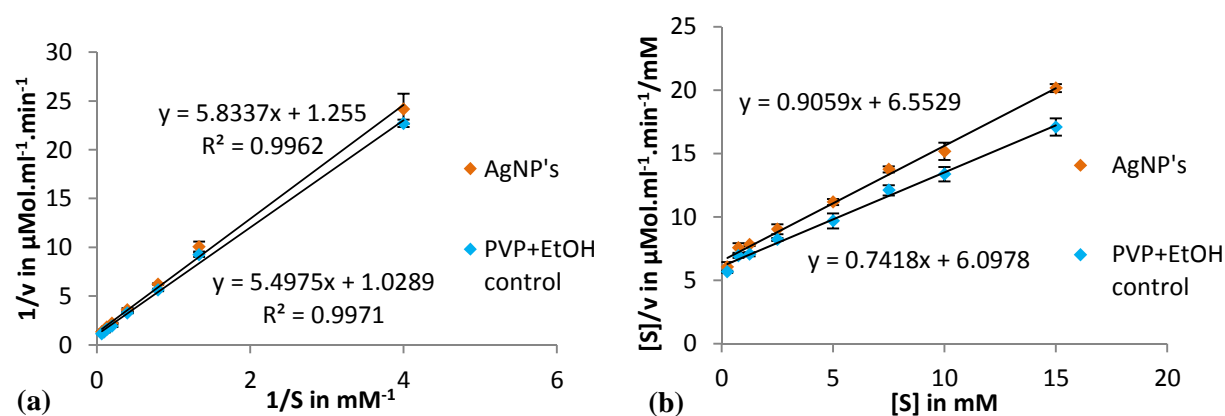 30
25
20
15
10
5
0
1/v in µMol.ml⁻¹.min⁻¹
y = 5.8337x + 1.255
R² = 0.9962
y = 5.4975x + 1.0289
R² = 0.9971
AgNP's
PVP+EtOH
control
0 2 4 6
1/S in mM⁻¹
(a)
25
20
15
10
5
0
[S]/v in µMol.ml⁻¹.min⁻¹/mM
y = 0.9059x + 6.5529
y = 0.7418x + 6.0978
AgNP's
PVP+EtOH
control
0 5 10 15 20
[S] in mM
(b)